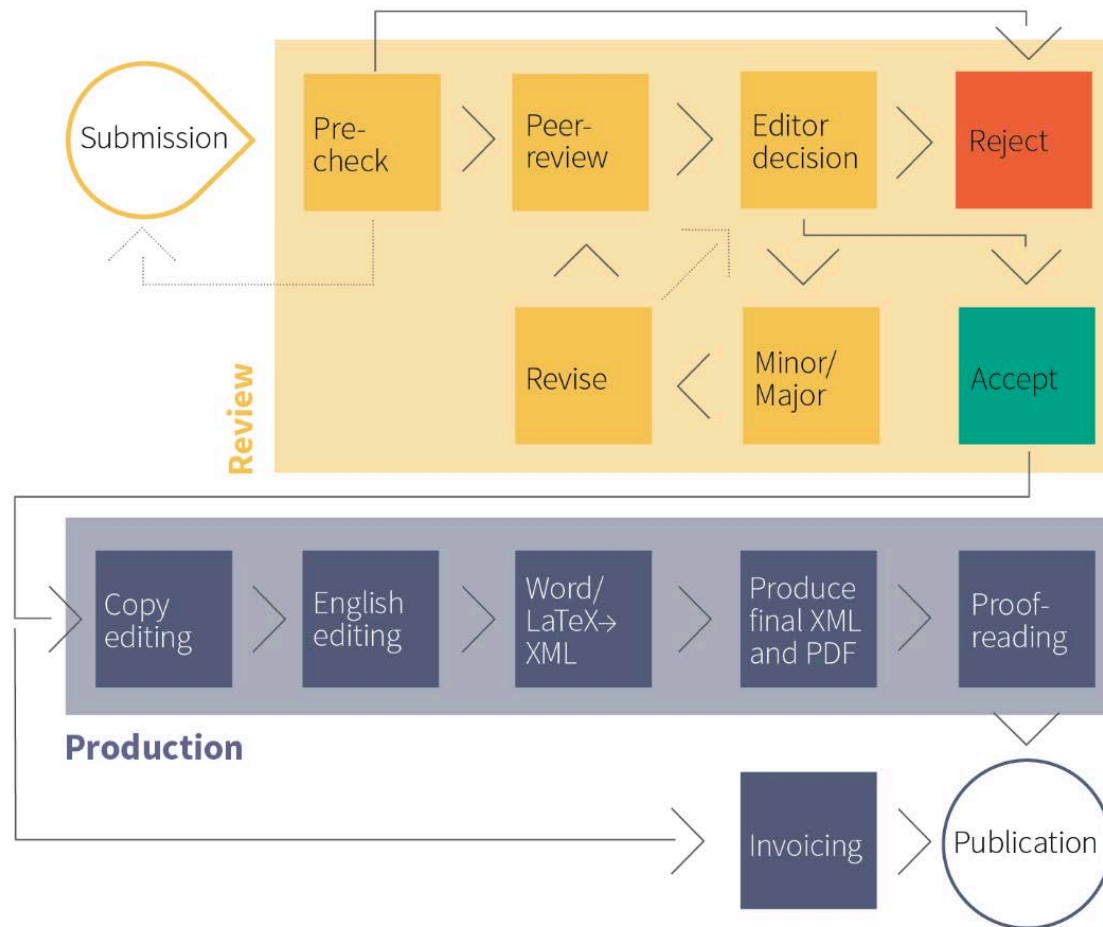 Submission
Pre-
check
Peer-
review
Editor
decision
Reject
Revise
Minor/
Major
Accept
Review
Copy
editing
English
editing
Word/
LaTeX→
XML
Produce
final XML
and PDF
Proof-
reading
Production
Invoicing
Publication